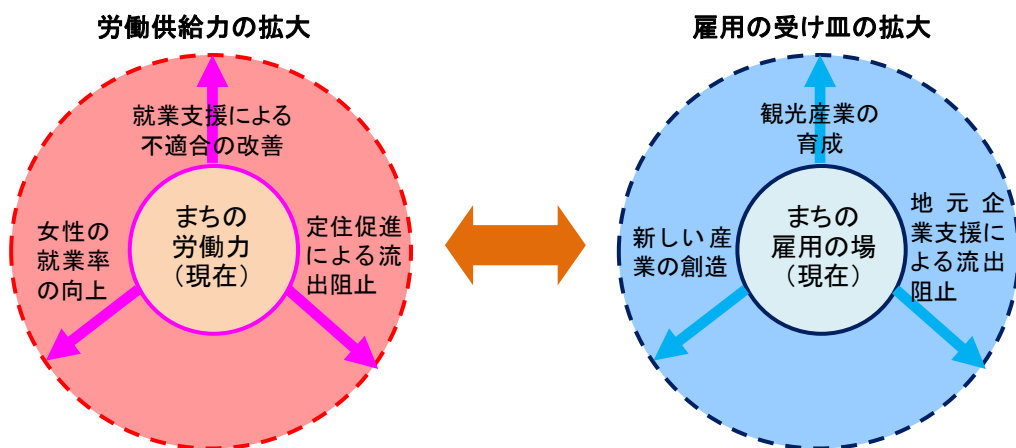 労働供給力の拡大
就業支援による
不適合の改善
まちの
労働力
（現在）
女性の
就業率
の向上
定住促進
による流
出阻止
雇用の受け皿の拡大
観光産業の
育成
まちの
雇用の場
（現在）
新しい産
業の創造
地元企
業支援に
よる流出
阻止